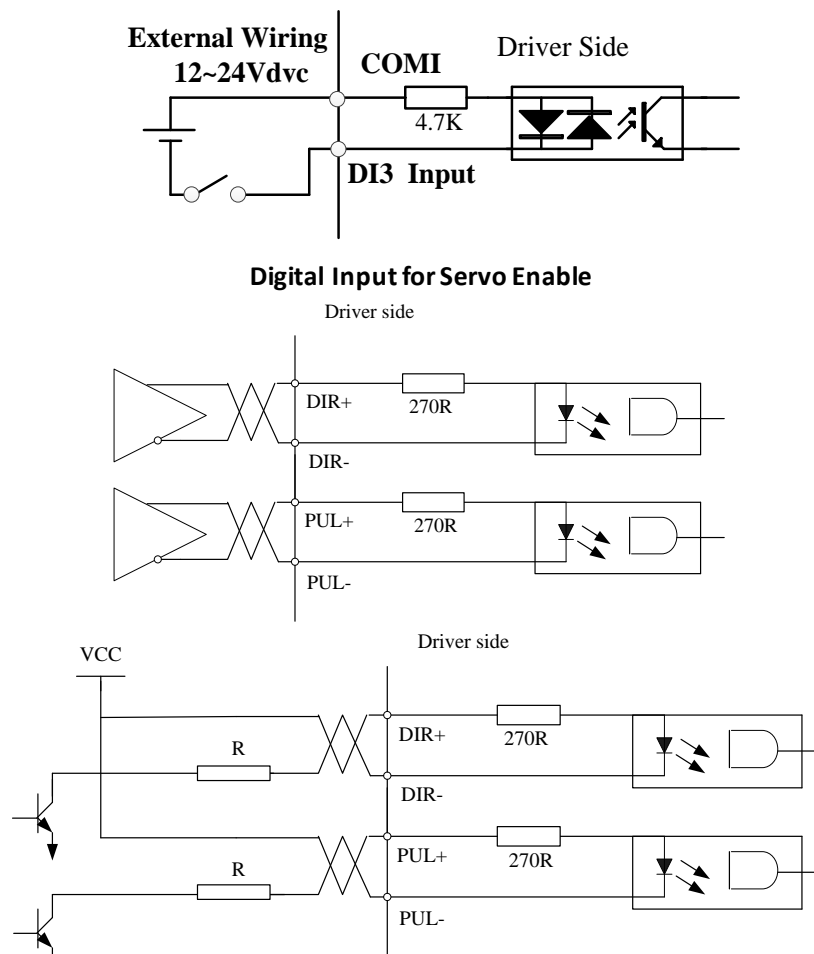 External Wiring
12~24Vdvc
COMI
Driver Side
4.7K
DI3 Input
Digital Input for Servo Enable
Driver side
DIR+
270R
DIR-
PUL+
270R
PUL-
Driver side
VCC
DIR+
270R
R
DIR-
PUL+
270R
R
PUL-